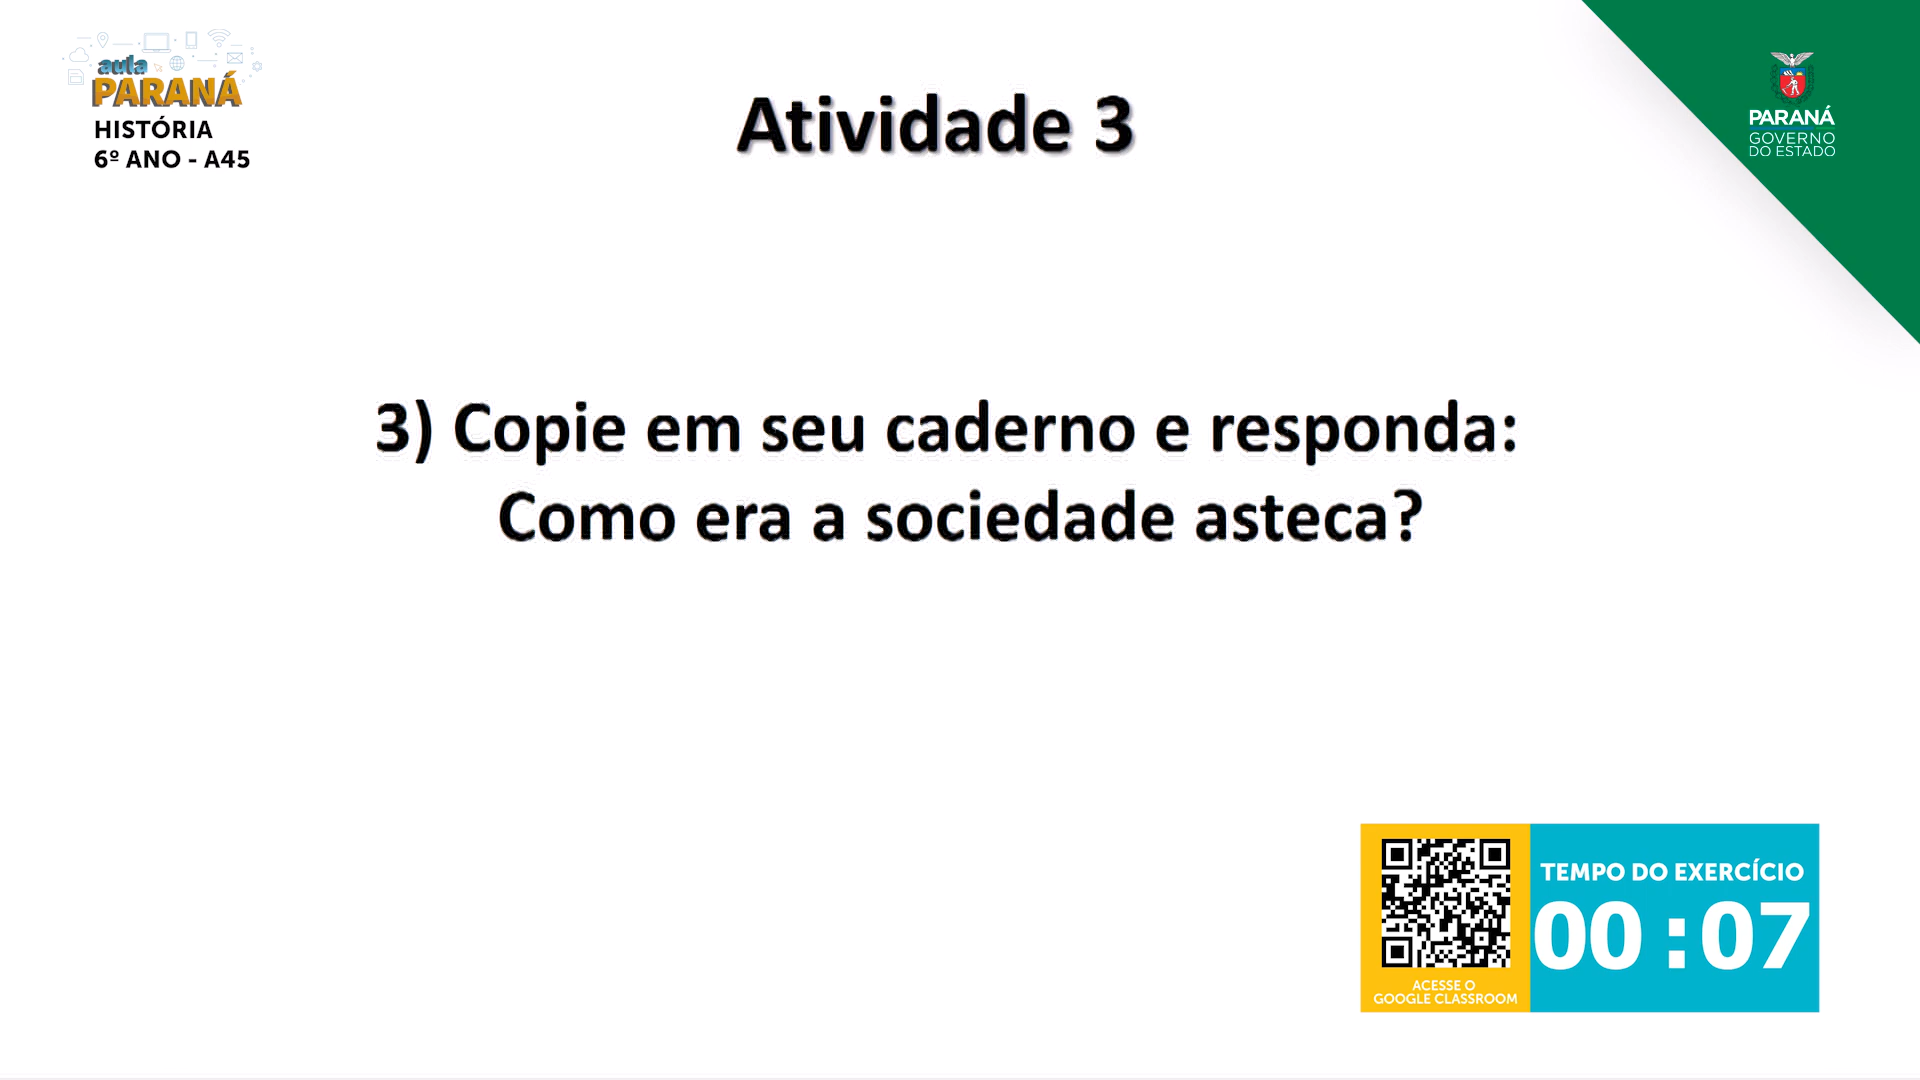 aula
PARANÁ
HISTÓRIA
6º ANO - A45
Atividade 3
PARANÁ
GOVERNO
DO ESTADO
3) Copie em seu caderno e responda:
Como era a sociedade asteca?
TEMPO DO EXERCÍCIO
00 : 07
ACESSE O
GOOGLE CLASSROOM